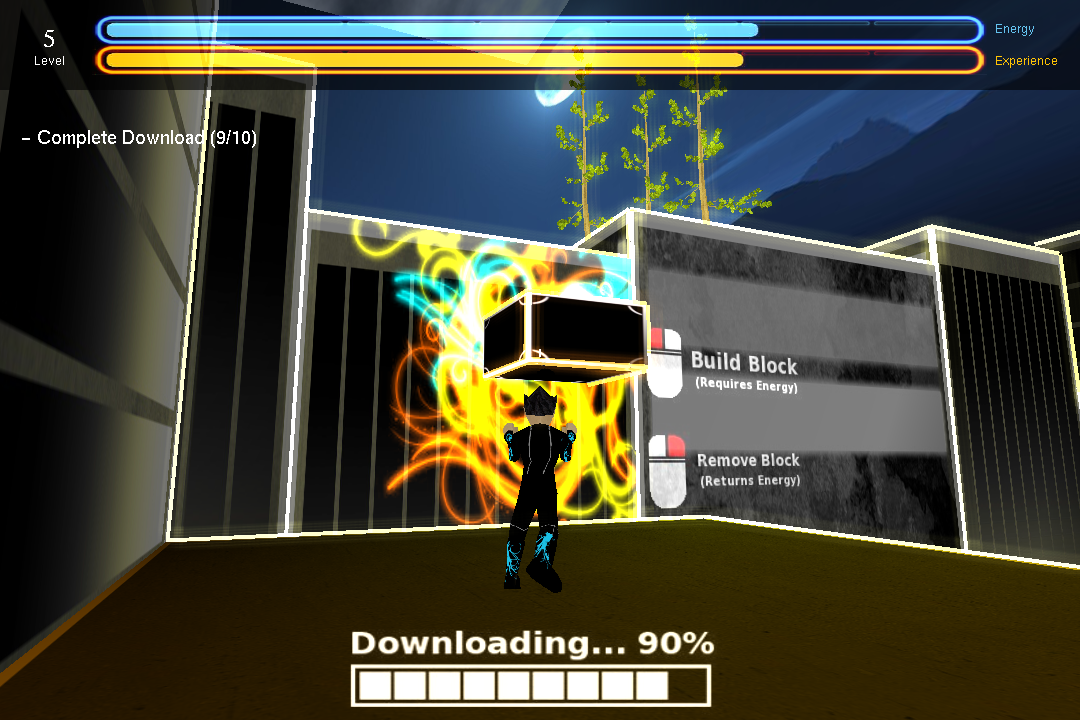 5
Level
Energy
Experience
– Complete Download (9/10)
Build Block
(Requires Energy)
Remove Block
(Returns Energy)
Downloading... 90%